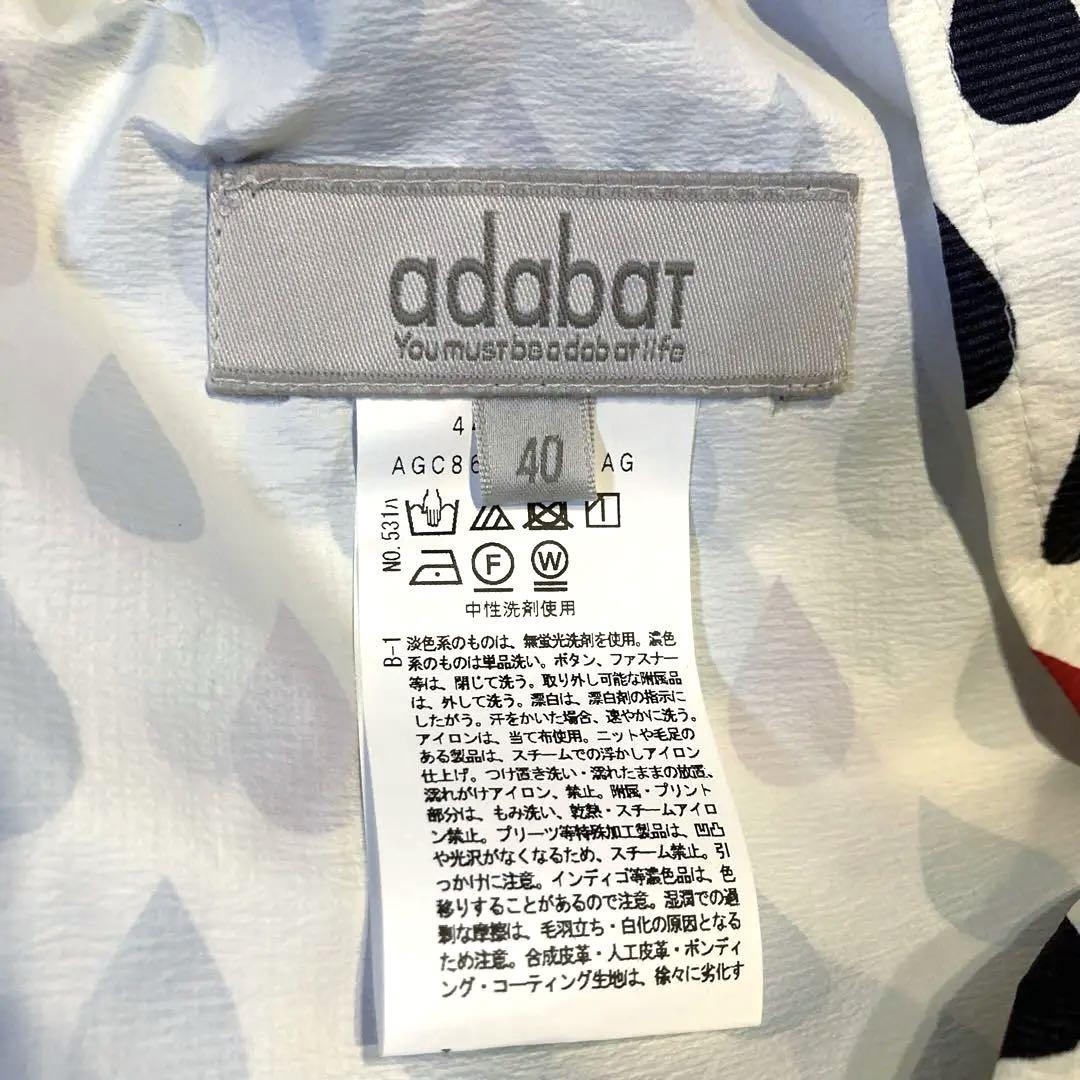 adabat
You must be adabat life
40
AGC86 AG
NO.531ハ
F W
中性洗剤使用
B-1
淡色系のものは、無蛍光洗剤を使用。濃色
系のものは単品洗い。ボタン、ファスナー
等は、閉じて洗う。取り外し可能な附属品
は、外して洗う。漂白は、漂白剤の指示に
したがう。汗をかいた場合、速やかに洗う。
アイロンは、当て布使用。ニットや毛足の
ある製品は、スチームでの浮かしアイロン
仕上げ。つけ置き洗い・濡れたままの放置、
濡れがけアイロン、禁止。附属・プリント
部分は、もみ洗い、乾熱・スチームアイロ
ン禁止。プリーツ等特殊加工製品は、凹凸
や光沢がなくなるため、スチーム禁止。引
っかけに注意。インディゴ等濃色品は、色
移りすることがあるので注意。湿潤での過
剰な摩擦は、毛羽立ち・白化の原因となる
ため注意。合成皮革・人工皮革・ボンディ
ング・コーティング生地は、徐々に劣化す